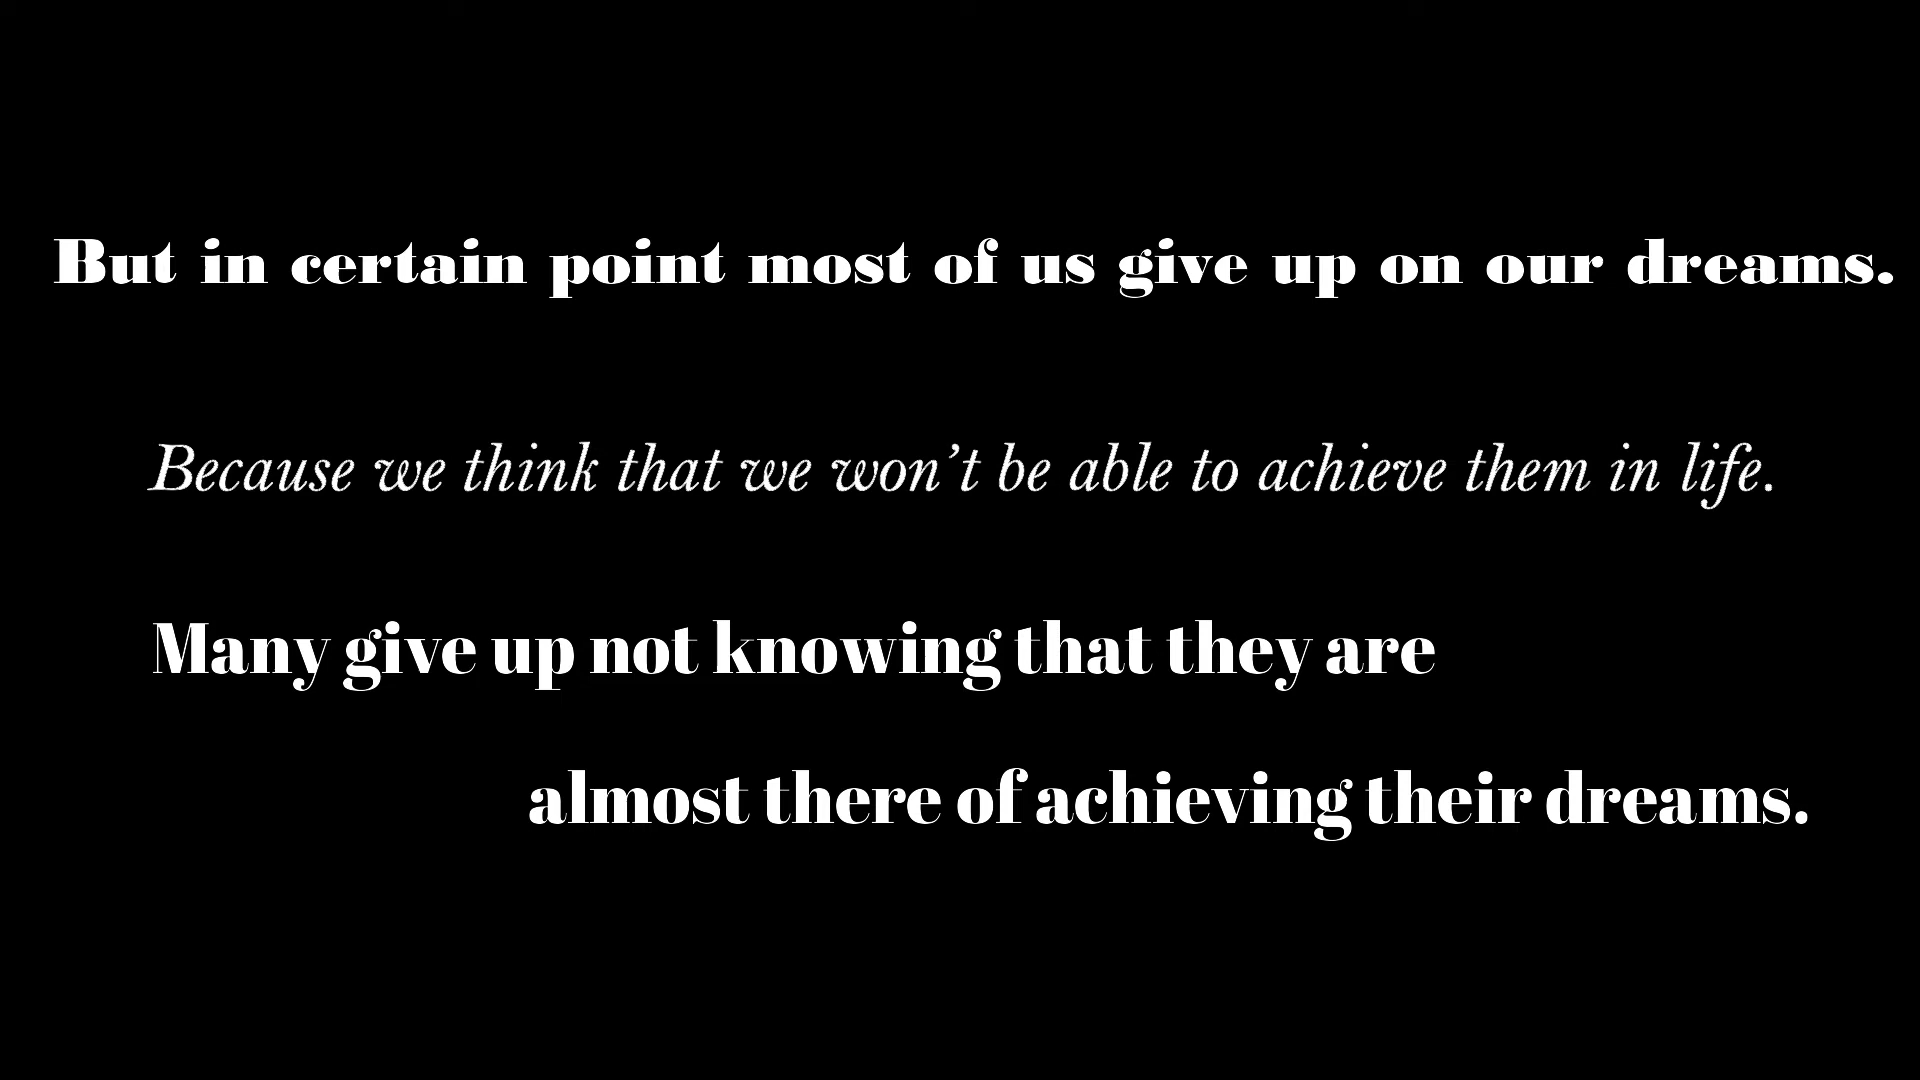 But in certain point most of us give up on our dreams.
Because we think that we won’t be able to achieve them in life.
Many give up not knowing that they are
almost there of achieving their dreams.